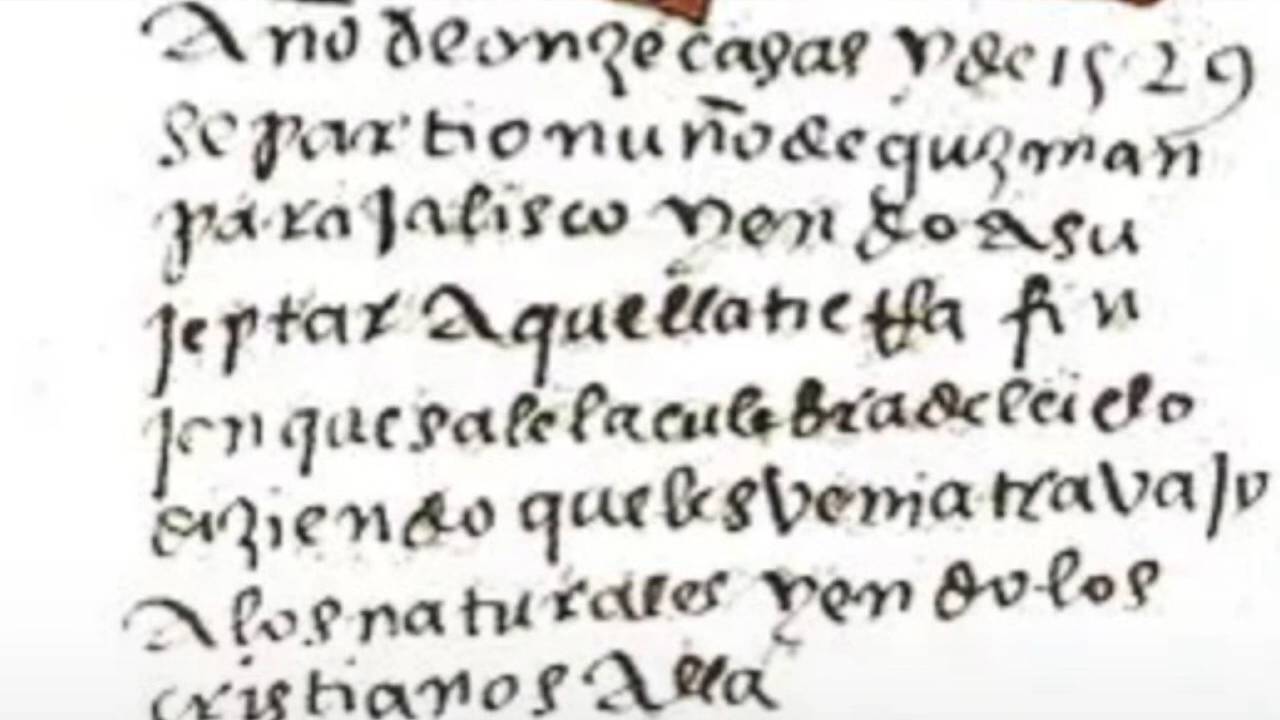 Año de onze casas y de 1529
se partio nuño de guzman
para jalisco yendo a su
jeptar aquella tierra fin
jen que sale la culebra del cielo
diziendo que les venia travajo
a los naturales yendo los
cristianos alla